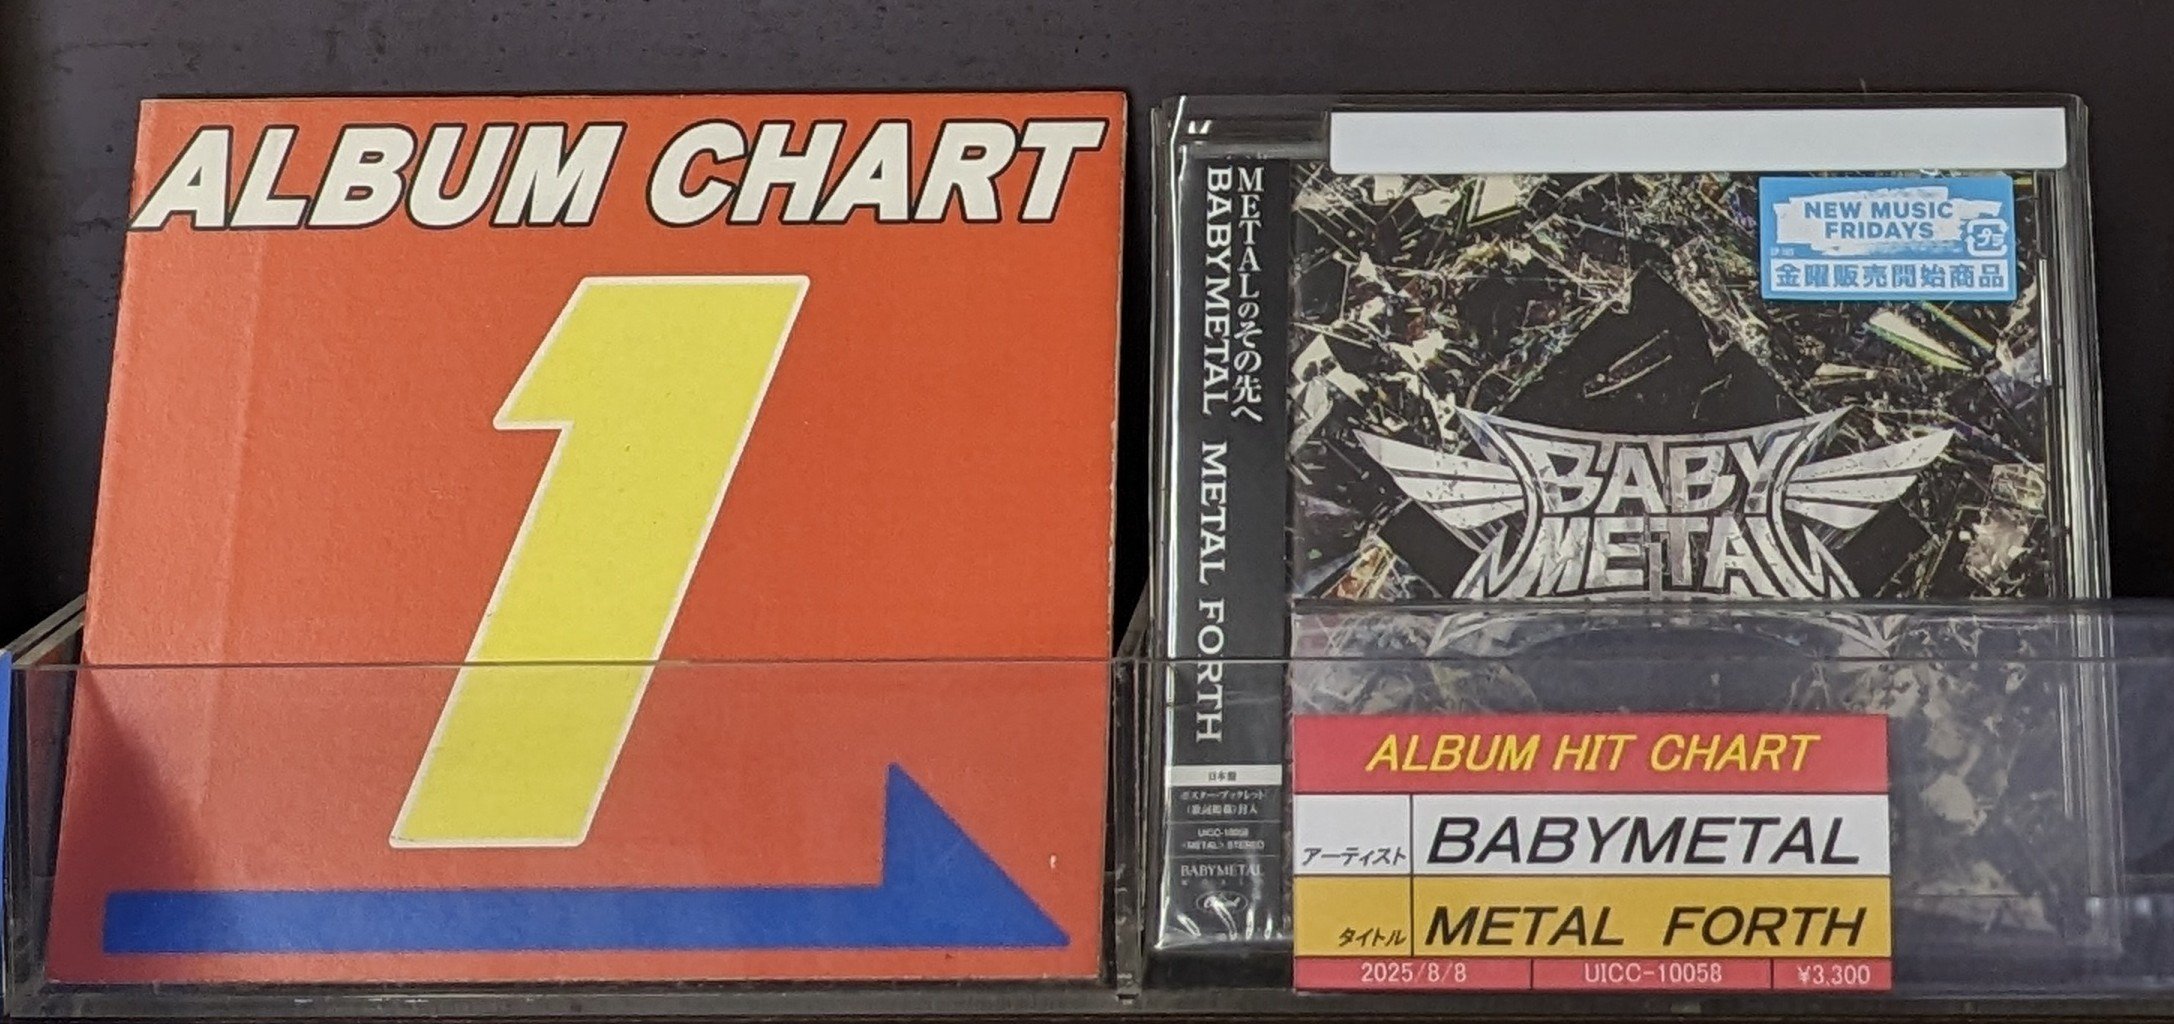 ALBUM CHART
1
METALのその先へ
BABYMETAL METAL FORTH
日本盤
ポスター・ブックレット
UICC-10058
<METAL> STEREO
BABYMETAL
NEW MUSIC
FRIDAYS
金曜販売開始商品
BABY
METAL
ALBUM HIT CHART
アーティスト BABYMETAL
タイトル METAL FORTH
2025/8/8 UICC-10058 ¥3,300